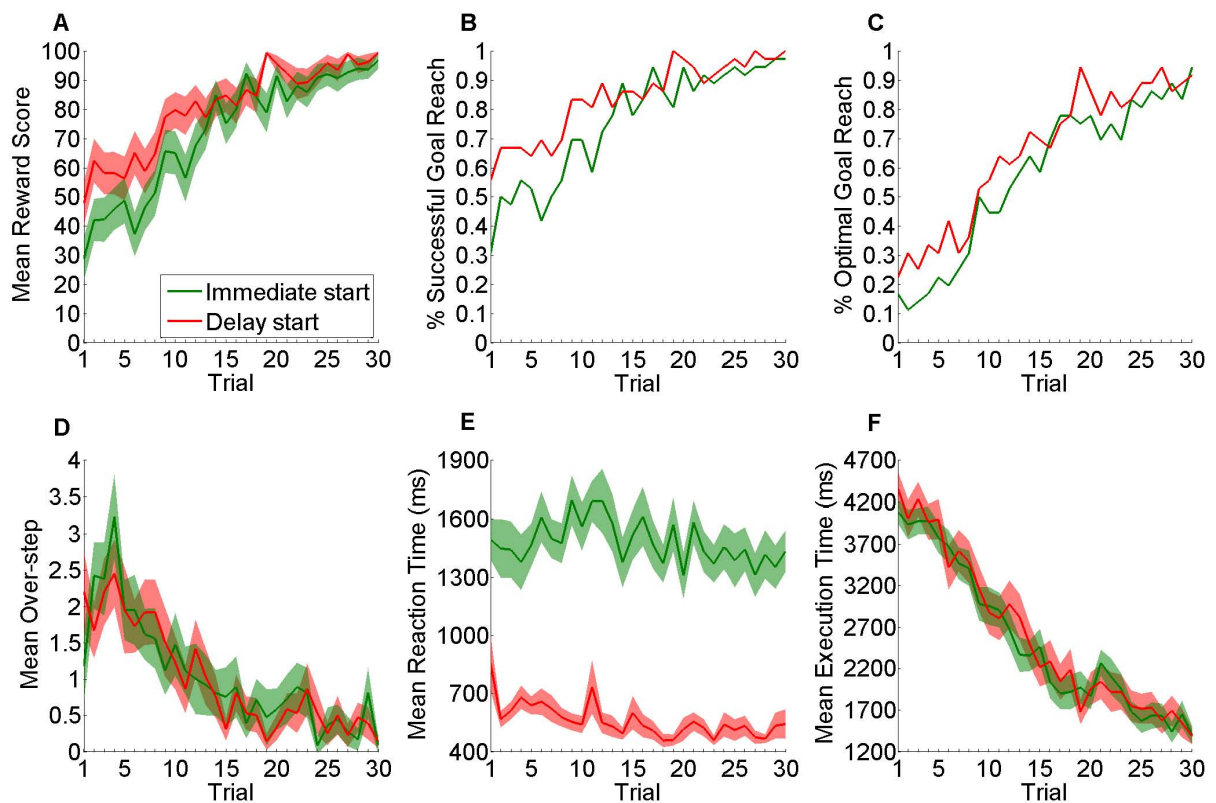 A
Mean Reward Score
100
90
80
70
60
50
40
30
20
10
0
Immediate start
Delay start
1 5 10 15 20 25 30
Trial
B
% Successful Goal Reach
1
0.9
0.8
0.7
0.6
0.5
0.4
0.3
0.2
0.1
0
1 5 10 15 20 25 30
Trial
C
% Optimal Goal Reach
1
0.9
0.8
0.7
0.6
0.5
0.4
0.3
0.2
0.1
0
1 5 10 15 20 25 30
Trial
D
Mean Over-step
4
3.5
3
2.5
2
1.5
1
0.5
0
1 5 10 15 20 25 30
Trial
E
Mean Reaction Time (ms)
1900
1600
1300
1000
700
400
1 5 10 15 20 25 30
Trial
F
Mean Execution Time (ms)
4700
4200
3700
3200
2700
2200
1700
1200
1 5 10 15 20 25 30
Trial